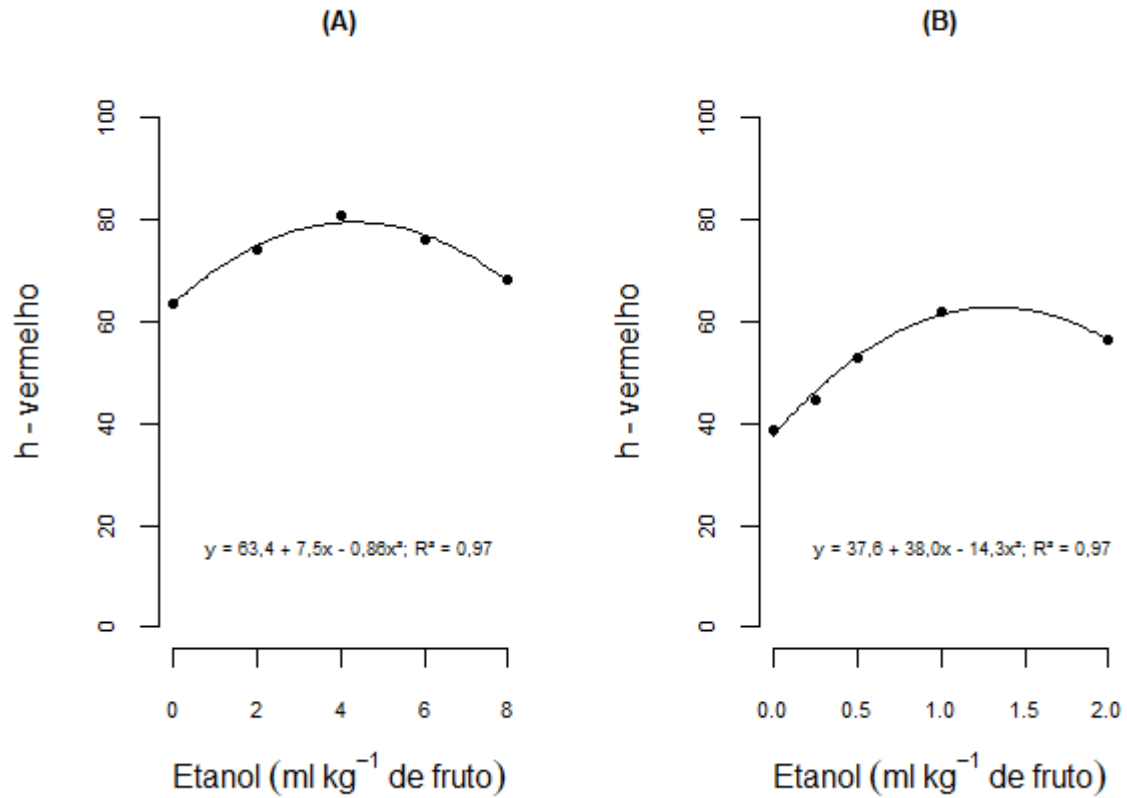 (A)
100
80
60
40
20
0
h - vermelho
y = 63,4 + 7,5x - 0,86x²; R² = 0,97
0 2 4 6 8
Etanol (ml kg⁻¹ de fruto)
(B)
100
80
60
40
20
0
h - vermelho
y = 37,6 + 38,0x - 14,3x²; R² = 0,97
0.0 0.5 1.0 1.5 2.0
Etanol (ml kg⁻¹ de fruto)